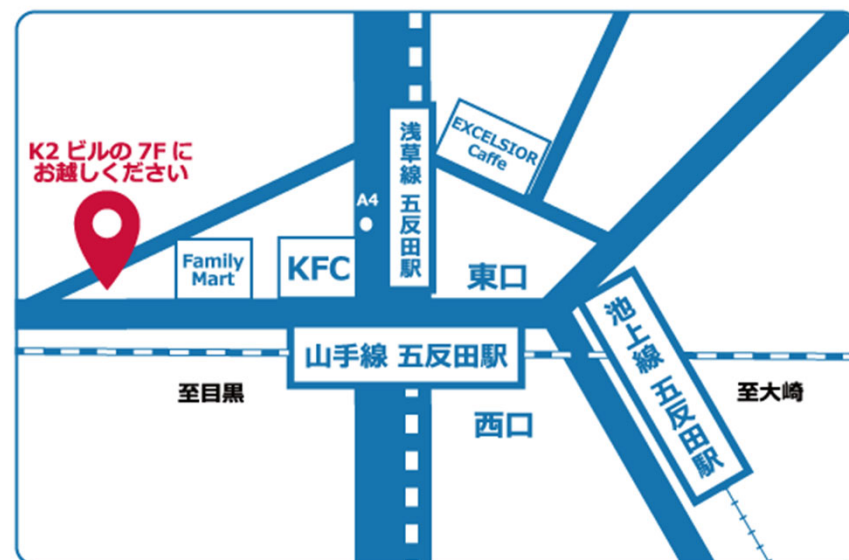 K2 ビルの 7F に
お越しください
浅草線 五反田駅
EXCELSIOR
Caffe
A4
Family
Mart
KFC
東口
山手線 五反田駅
池上線 五反田駅
至目黒
至大崎
西口